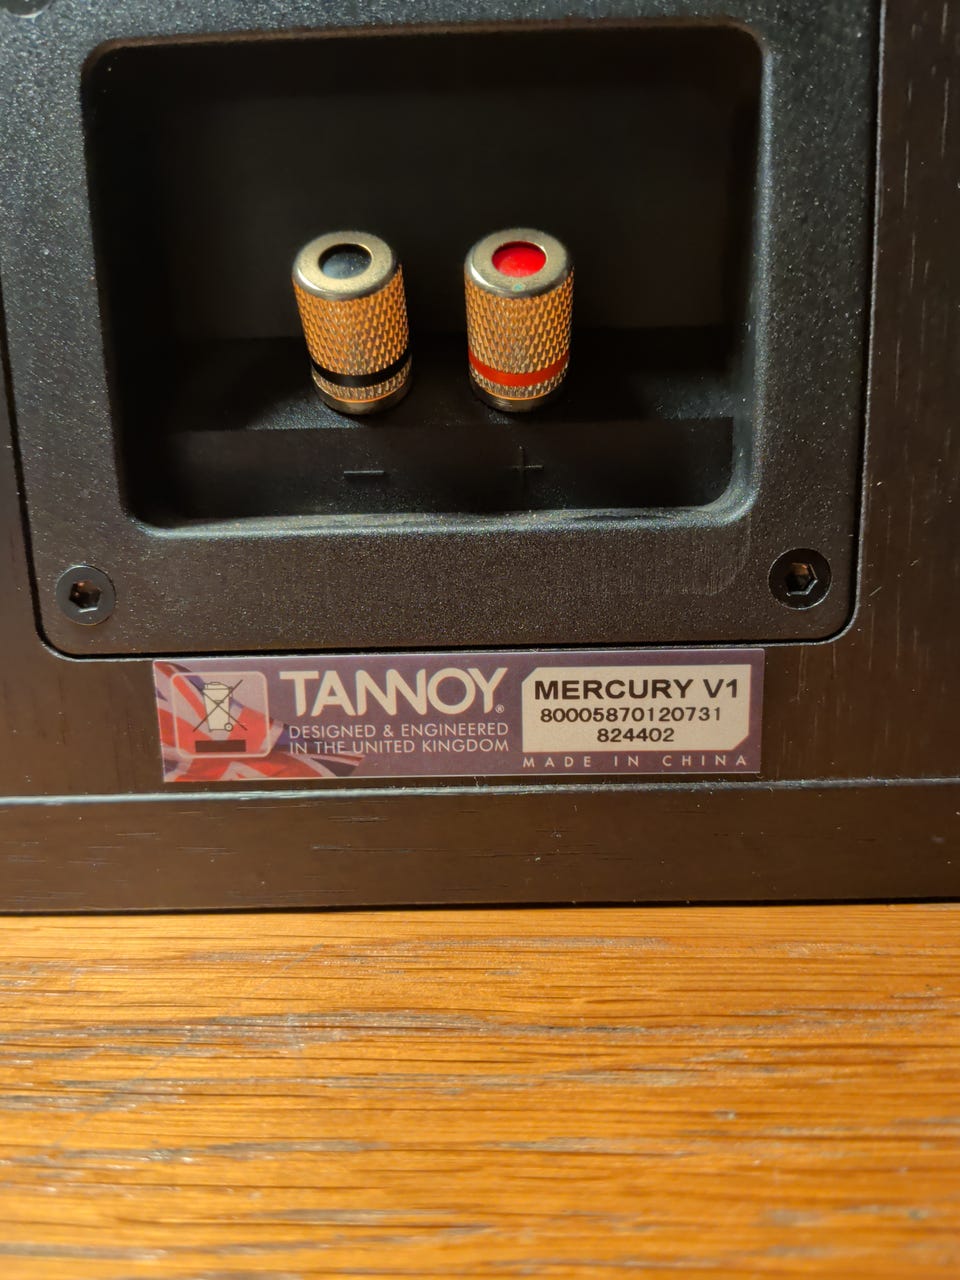 − +
TANNOY®
DESIGNED & ENGINEERED
IN THE UNITED KINGDOM
MERCURY V1
80005870120731
824402
MADE IN CHINA